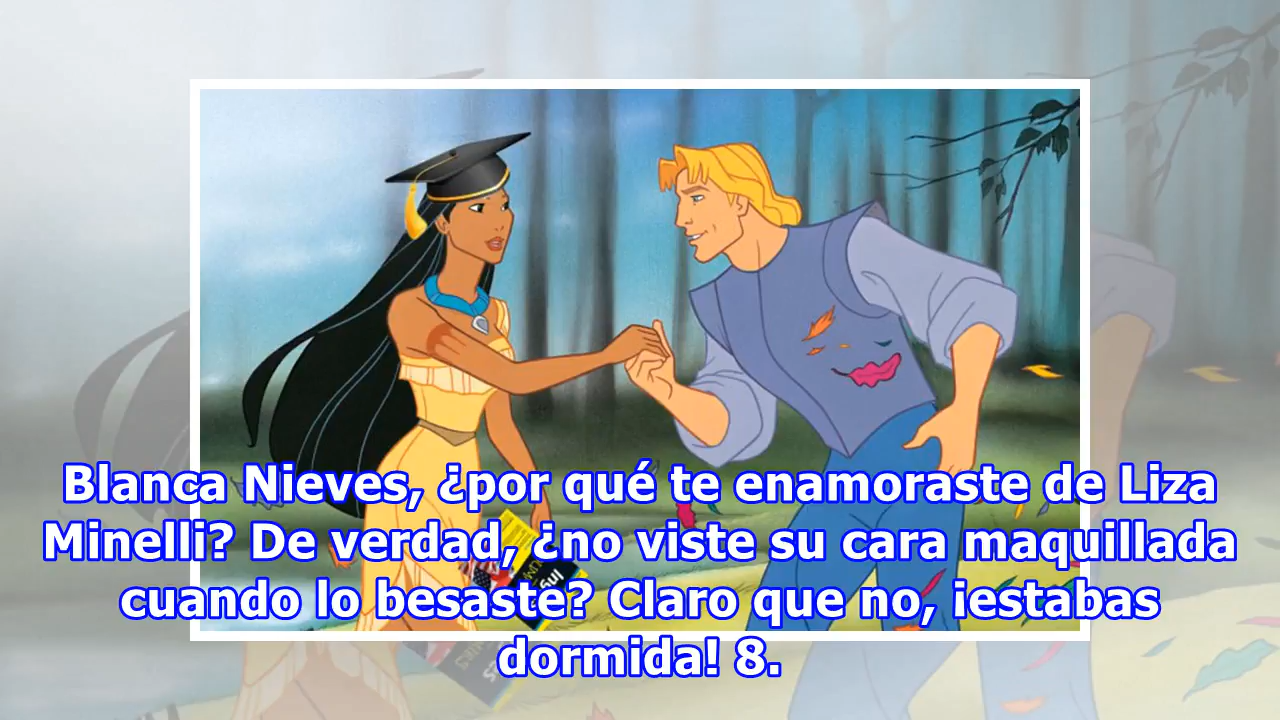 Blanca Nieves, ¿por qué te enamoraste de Liza
Minelli? De verdad, ¿no viste su cara maquillada
cuando lo besaste? Claro que no, ¡estabas
dormida! 8.